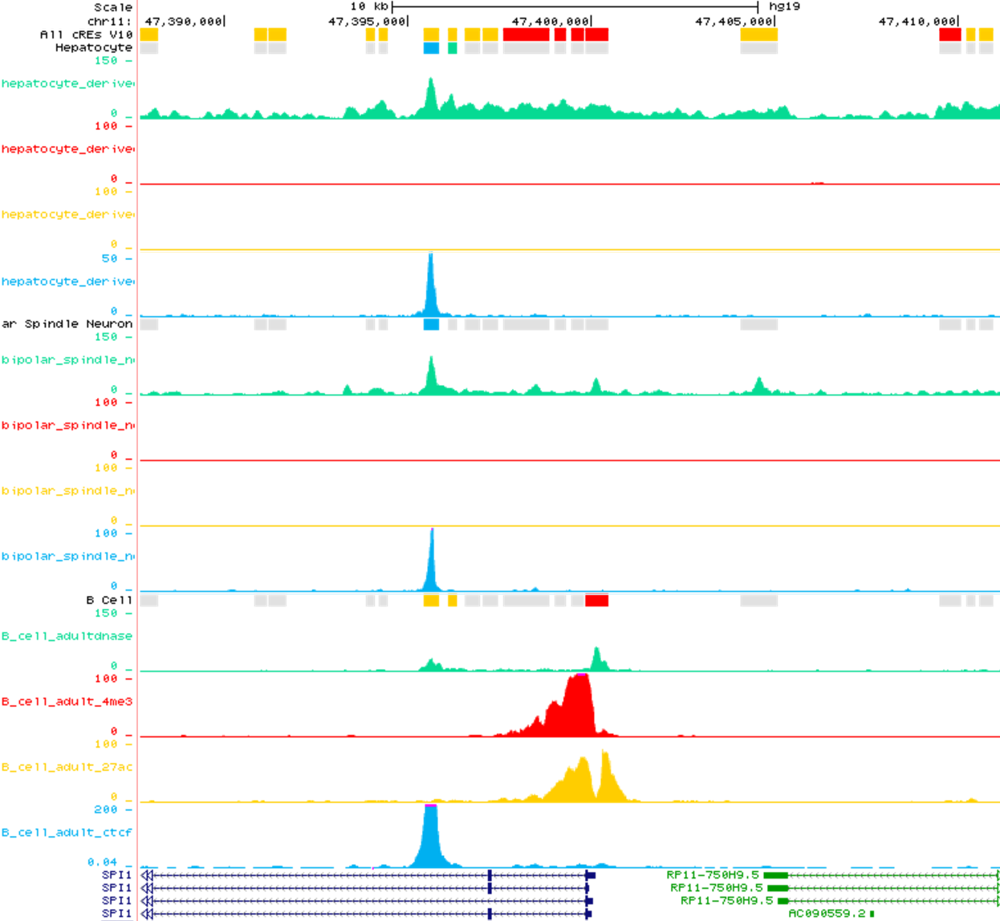 Scale 10 kb hg19
chr11: 47,390,000 47,395,000 47,400,000 47,405,000 47,410,000
All cREs V10
Hepatocyte
150
hepatocyte_derive
0
100
hepatocyte_derive
0
100
hepatocyte_derive
0
50
hepatocyte_derive
0
ar Spindle Neuron
150
bipolar_spindle_n
0
100
bipolar_spindle_n
0
100
bipolar_spindle_n
0
100
bipolar_spindle_n
0
B Cell
150
B_cell_adultdnase
0
100
B_cell_adult_4me3
0
100
B_cell_adult_27ac
0
200
B_cell_adult_ctcf
0.04
SPI1 RP11-750H9.5
SPI1 RP11-750H9.5
SPI1 RP11-750H9.5
SPI1 AC090559.2